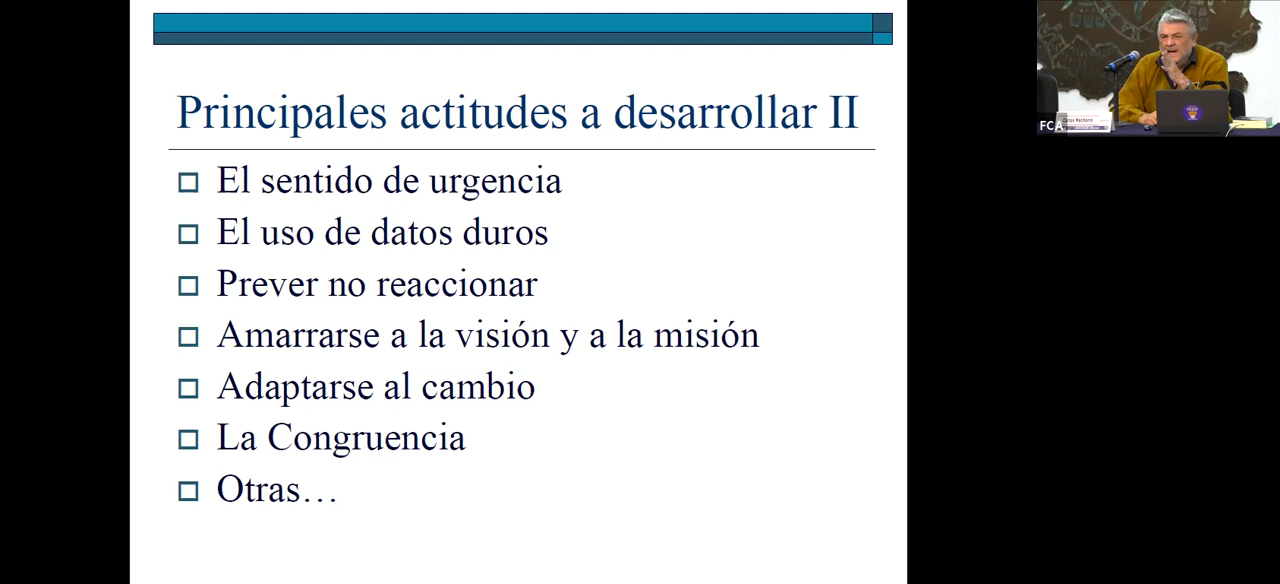 Principales actitudes a desarrollar II
El sentido de urgencia
El uso de datos duros
Prever no reaccionar
Amarrarse a la visión y a la misión
Adaptarse al cambio
La Congruencia
Otras…
FCA